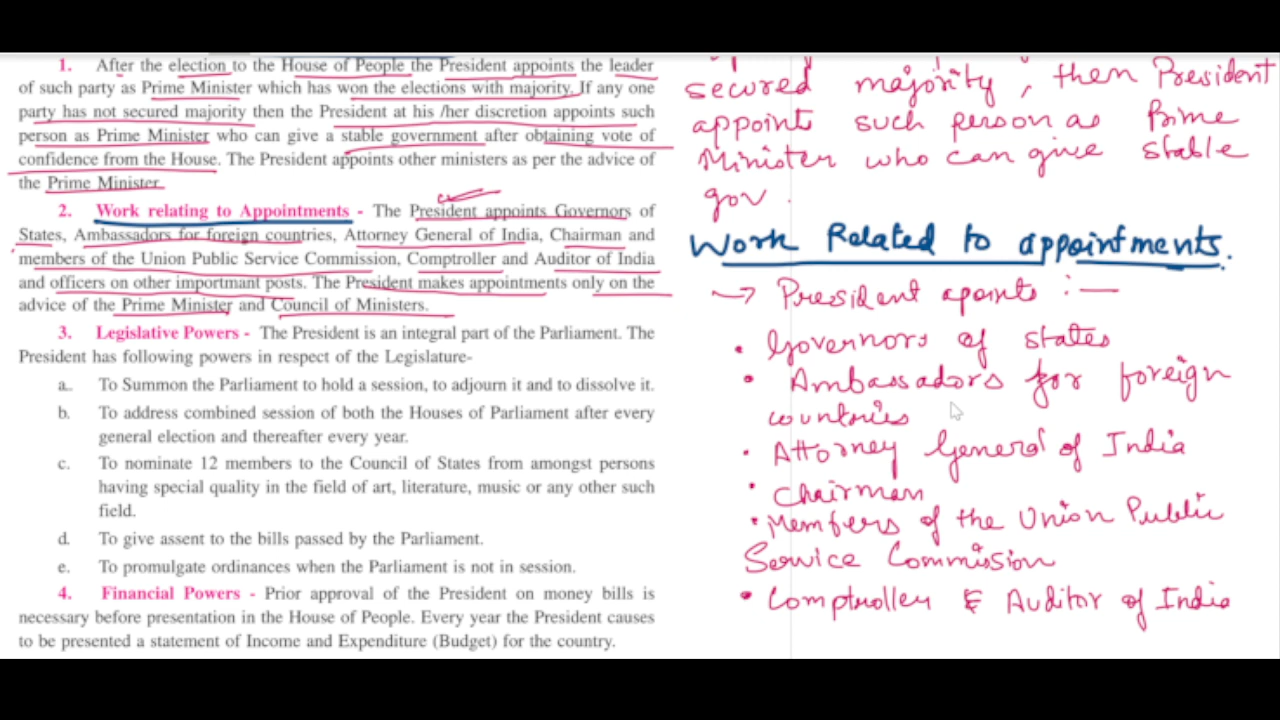 1. After the election to the House of People the President appoints the leader
of such party as Prime Minister which has won the elections with majority. If any one
party has not secured majority then the President at his /her discretion appoints such
person as Prime Minister who can give a stable government after obtaining vote of
confidence from the House. The President appoints other ministers as per the advice of
the Prime Minister.
2. Work relating to Appointments - The President appoints Governors of
States, Ambassadors for foreign countries, Attorney General of India, Chairman and
members of the Union Public Service Commission, Comptroller and Auditor of India
and officers on other importmant posts. The President makes appointments only on the
advice of the Prime Minister and Council of Ministers.
3. Legislative Powers - The President is an integral part of the Parliament. The
President has following powers in respect of the Legislature-
a. To Summon the Parliament to hold a session, to adjourn it and to dissolve it.
b. To address combined session of both the Houses of Parliament after every
general election and thereafter every year.
c. To nominate 12 members to the Council of States from amongst persons
having special quality in the field of art, literature, music or any other such
field.
d. To give assent to the bills passed by the Parliament.
e. To promulgate ordinances when the Parliament is not in session.
4. Financial Powers - Prior approval of the President on money bills is
necessary before presentation in the House of People. Every year the President causes
to be presented a statement of Income and Expenditure (Budget) for the country.
secured majority, then President
appoints such person as Prime
Minister who can give stable
gov.
Work Related to appointments.
→ President apoints :—
• Governors of states
• Ambassadors for foreign
countries
• Attorney General of India
• Chairman
• Members of the Union Public
Service Commission
• Comptroller & Auditor of India